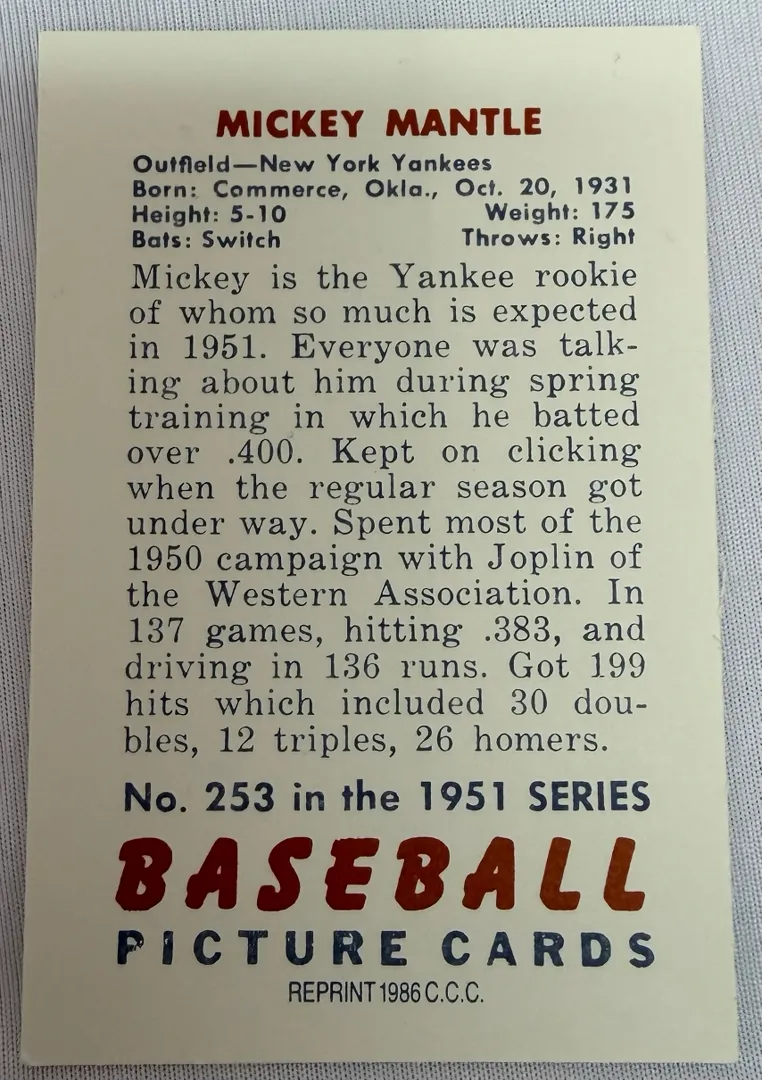 MICKEY MANTLE
Outfield—New York Yankees
Born: Commerce, Okla., Oct. 20, 1931
Height: 5-10 Weight: 175
Bats: Switch Throws: Right
Mickey is the Yankee rookie
of whom so much is expected
in 1951. Everyone was talk-
ing about him during spring
training in which he batted
over .400. Kept on clicking
when the regular season got
under way. Spent most of the
1950 campaign with Joplin of
the Western Association. In
137 games, hitting .383, and
driving in 136 runs. Got 199
hits which included 30 dou-
bles, 12 triples, 26 homers.
No. 253 in the 1951 SERIES
BASEBALL
PICTURE CARDS
REPRINT 1986 C.C.C.